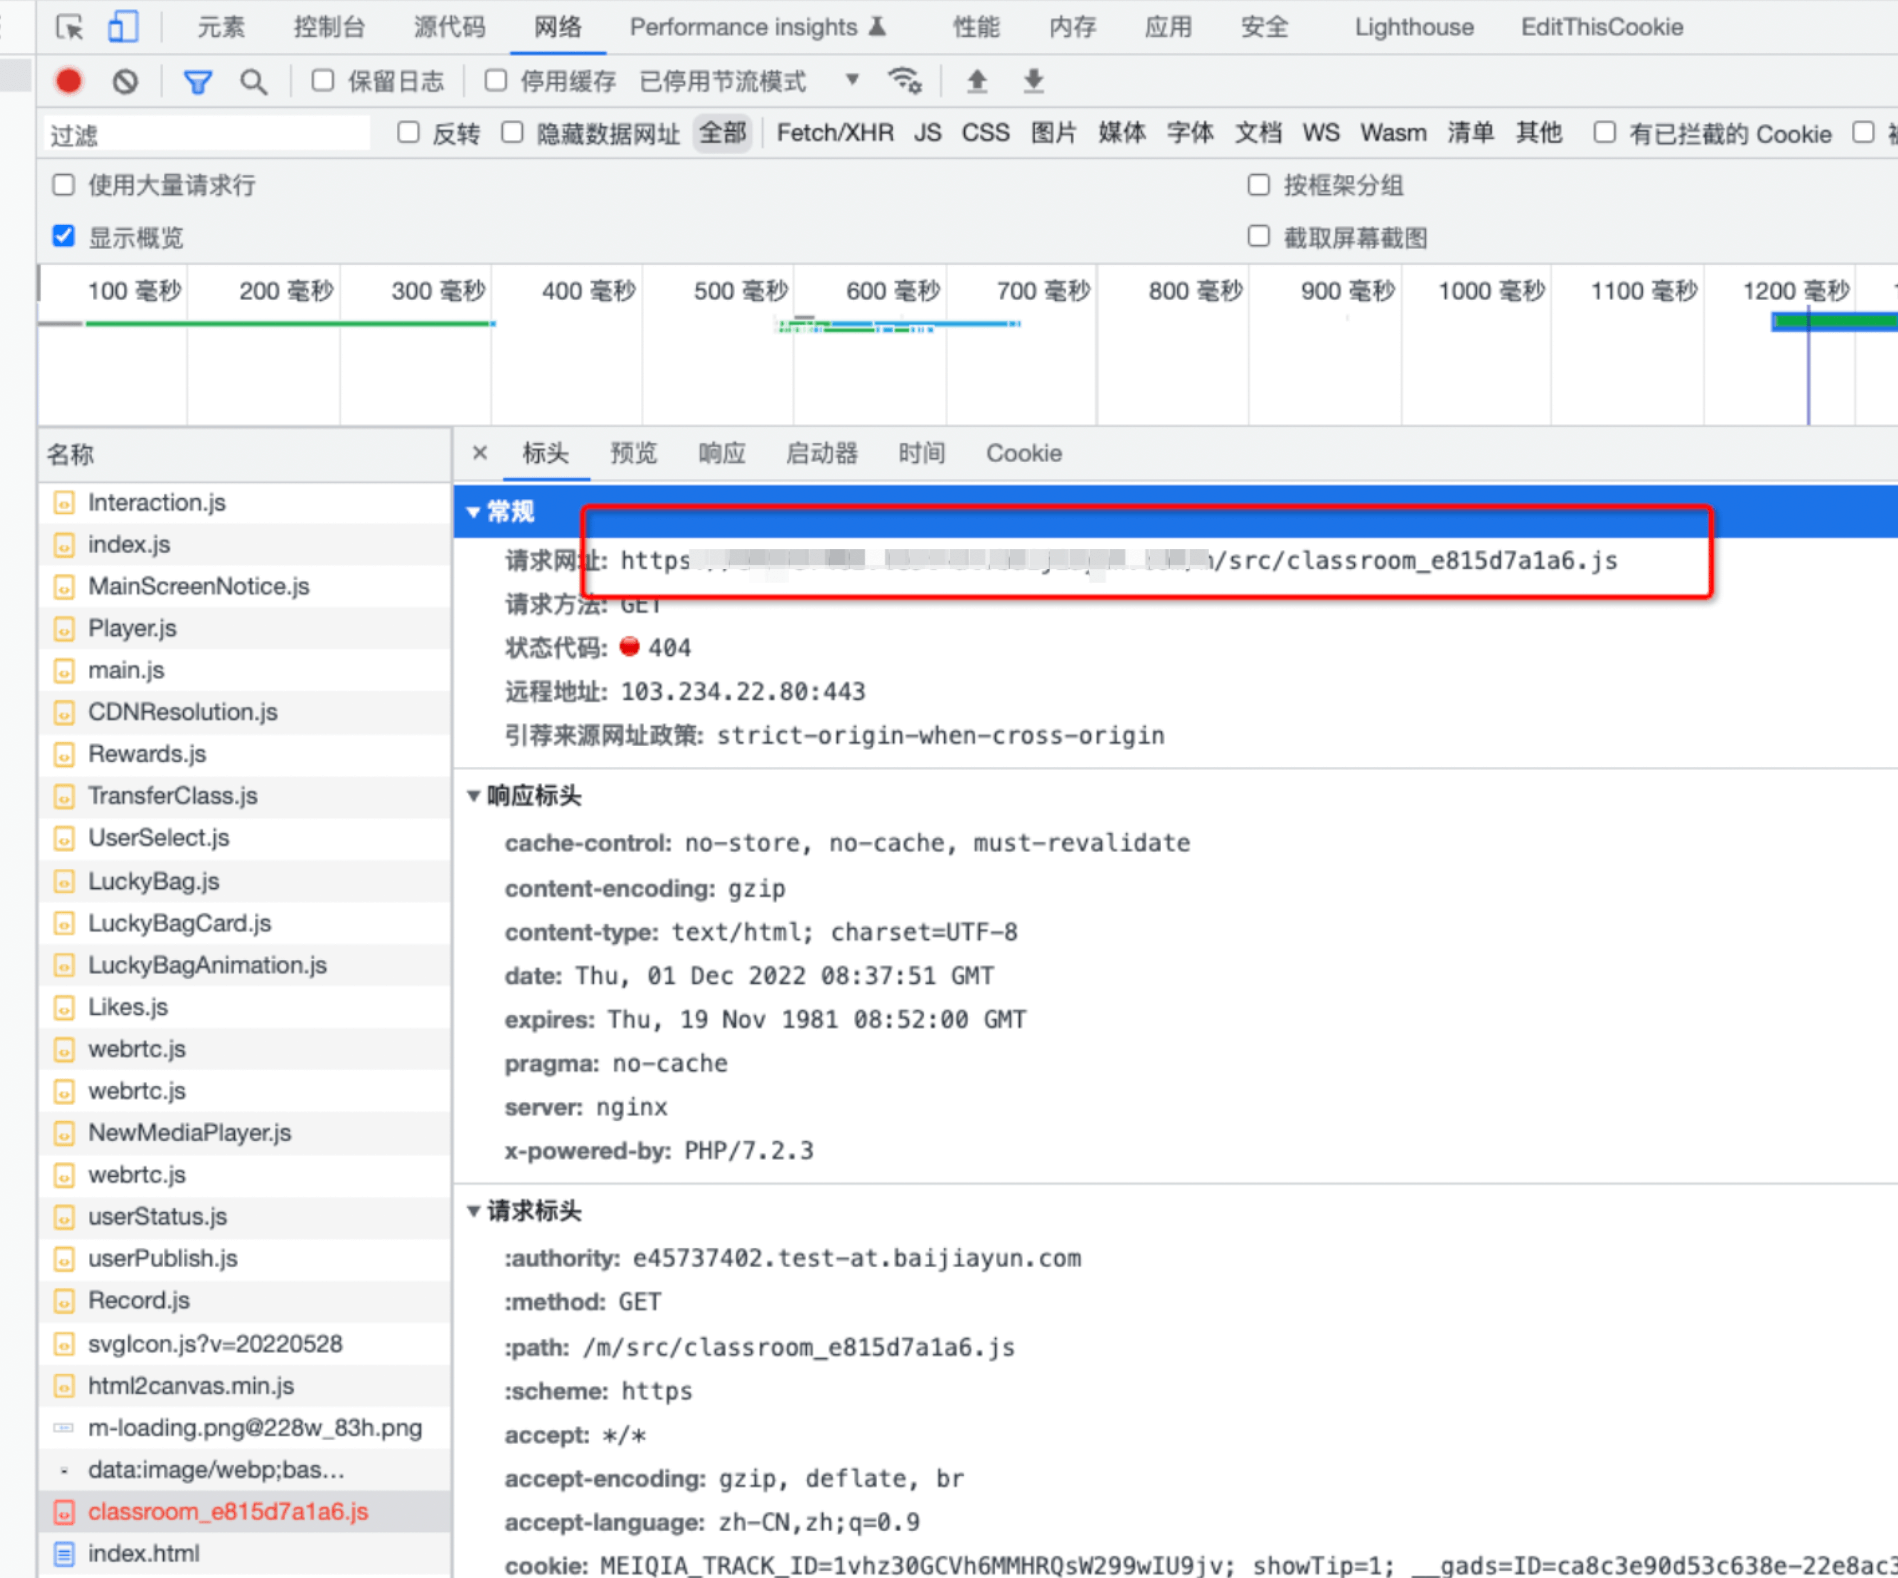 元素 控制台 源代码 网络 Performance insights 性能 内存 应用 安全 Lighthouse EditThisCookie
保留日志 停用缓存 已停用节流模式
过滤 反转 隐藏数据网址 全部 Fetch/XHR JS CSS 图片 媒体 字体 文档 WS Wasm 清单 其他 有已拦截的 Cookie
使用大量请求行 按框架分组
显示概览 截取屏幕截图
100 毫秒 200 毫秒 300 毫秒 400 毫秒 500 毫秒 600 毫秒 700 毫秒 800 毫秒 900 毫秒 1000 毫秒 1100 毫秒 1200 毫秒
名称
Interaction.js
index.js
MainScreenNotice.js
Player.js
main.js
CDNResolution.js
Rewards.js
TransferClass.js
UserSelect.js
LuckyBag.js
LuckyBagCard.js
LuckyBagAnimation.js
Likes.js
webrtc.js
webrtc.js
NewMediaPlayer.js
webrtc.js
userStatus.js
userPublish.js
Record.js
svgIcon.js?v=20220528
html2canvas.min.js
m-loading.png@228w_83h.png
data:image/webp;bas...
classroom_e815d7a1a6.js
index.html
× 标头 预览 响应 启动器 时间 Cookie
常规
请求网址: https /src/classroom_e815d7a1a6.js
请求方法: GET
状态代码: 404
远程地址: 103.234.22.80:443
引荐来源网址政策: strict-origin-when-cross-origin
响应标头
cache-control: no-store, no-cache, must-revalidate
content-encoding: gzip
content-type: text/html; charset=UTF-8
date: Thu, 01 Dec 2022 08:37:51 GMT
expires: Thu, 19 Nov 1981 08:52:00 GMT
pragma: no-cache
server: nginx
x-powered-by: PHP/7.2.3
请求标头
:authority: e45737402.test-at.baijiayun.com
:method: GET
:path: /m/src/classroom_e815d7a1a6.js
:scheme: https
accept: */*
accept-encoding: gzip, deflate, br
accept-language: zh-CN,zh;q=0.9
cookie: MEIQIA_TRACK_ID=1vhz30GCVh6MMHRQsW299wIU9jv; showTip=1; __gads=ID=ca8c3e90d53c638e-22e8ac3